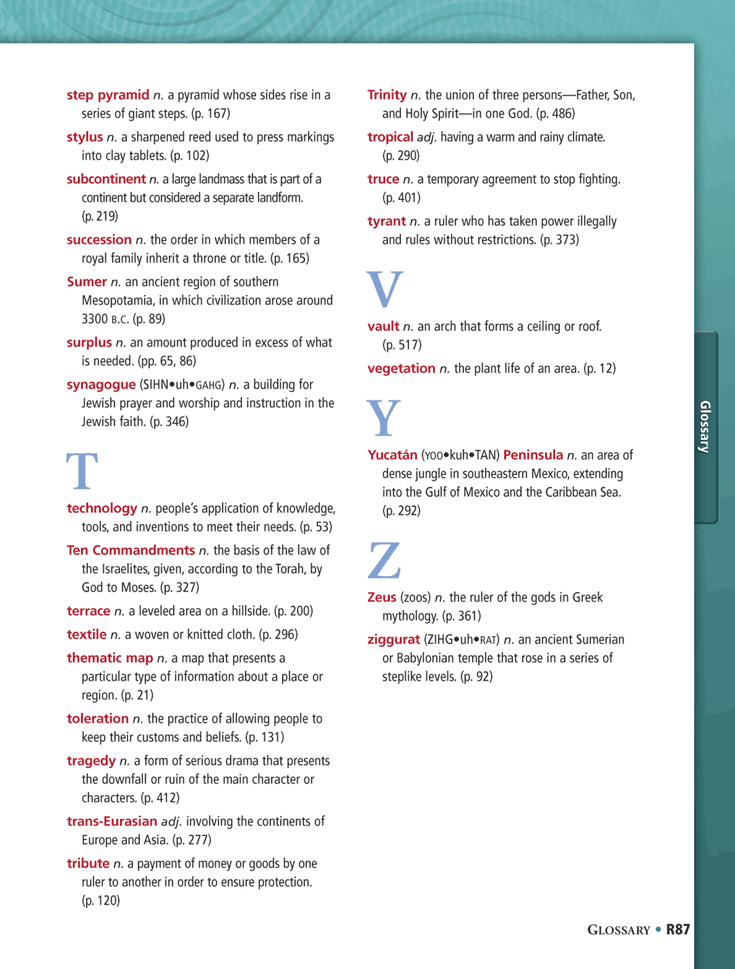 step pyramid n. a pyramid whose sides rise in a
series of giant steps. (p. 167)
stylus n. a sharpened reed used to press markings
into clay tablets. (p. 102)
subcontinent n. a large landmass that is part of a
continent but considered a separate landform.
(p. 219)
succession n. the order in which members of a
royal family inherit a throne or title. (p. 165)
Sumer n. an ancient region of southern
Mesopotamia, in which civilization arose around
3300 B.C. (p. 89)
surplus n. an amount produced in excess of what
is needed. (pp. 65, 86)
synagogue (SIHN•uh•GAHG) n. a building for
Jewish prayer and worship and instruction in the
Jewish faith. (p. 346)
T
technology n. people's application of knowledge,
tools, and inventions to meet their needs. (p. 53)
Ten Commandments n. the basis of the law of
the Israelites, given, according to the Torah, by
God to Moses. (p. 327)
terrace n. a leveled area on a hillside. (p. 200)
textile n. a woven or knitted cloth. (p. 296)
thematic map n. a map that presents a
particular type of information about a place or
region. (p. 21)
toleration n. the practice of allowing people to
keep their customs and beliefs. (p. 131)
tragedy n. a form of serious drama that presents
the downfall or ruin of the main character or
characters. (p. 412)
trans-Eurasian adj. involving the continents of
Europe and Asia. (p. 277)
tribute n. a payment of money or goods by one
ruler to another in order to ensure protection.
(p. 120)
Trinity n. the union of three persons—Father, Son,
and Holy Spirit—in one God. (p. 486)
tropical adj. having a warm and rainy climate.
(p. 290)
truce n. a temporary agreement to stop fighting.
(p. 401)
tyrant n. a ruler who has taken power illegally
and rules without restrictions. (p. 373)
V
vault n. an arch that forms a ceiling or roof.
(p. 517)
vegetation n. the plant life of an area. (p. 12)
Y
Yucatán (YOO•kuh•TAN) Peninsula n. an area of
dense jungle in southeastern Mexico, extending
into the Gulf of Mexico and the Caribbean Sea.
(p. 292)
Z
Zeus (zoos) n. the ruler of the gods in Greek
mythology. (p. 361)
ziggurat (ZIHG•uh•RAT) n. an ancient Sumerian
or Babylonian temple that rose in a series of
steplike levels. (p. 92)
Glossary
GLOSSARY • R87